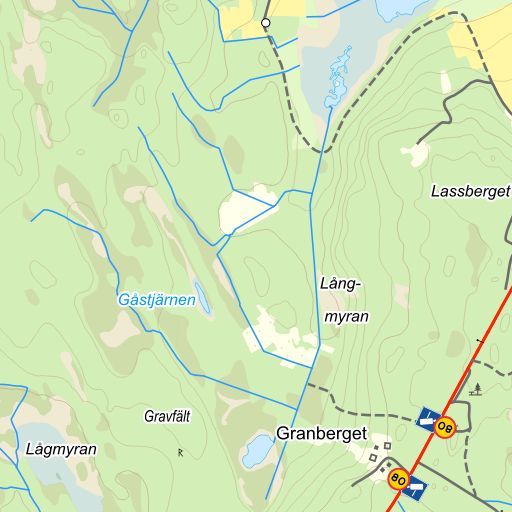 Lassberget
Gåstjärnen
Lång-
myran
Gravfält
R
Granberget
Lågmyran
80
80